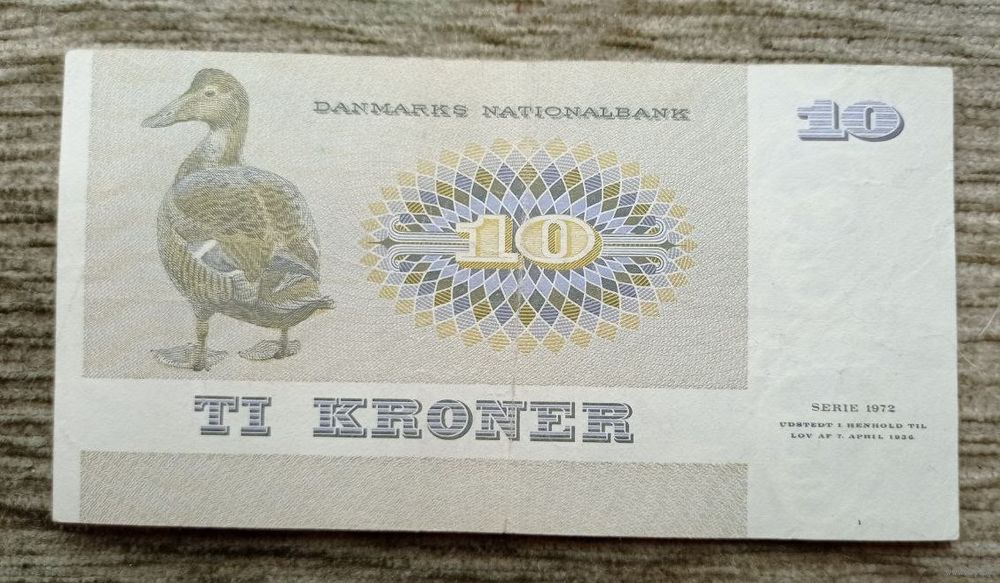 DANMARKS NATIONALBANK
10
10
TI KRONER
SERIE 1972
UDSTEDT I HENHOLD TIL
LOV AF 7. APRIL 1936
1